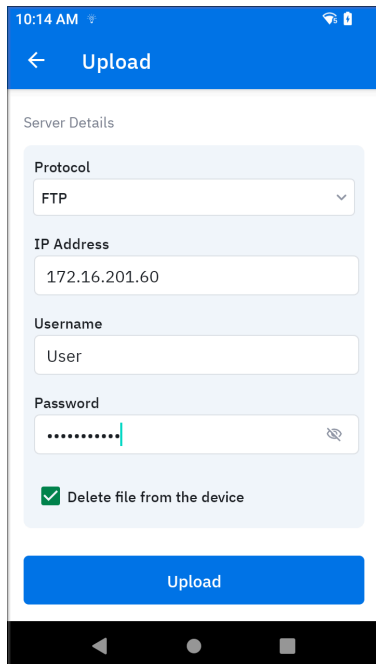 10:14 AM
Upload
Server Details
Protocol
FTP
IP Address
172.16.201.60
Username
User
Password
•••••••••••
Delete file from the device
Upload